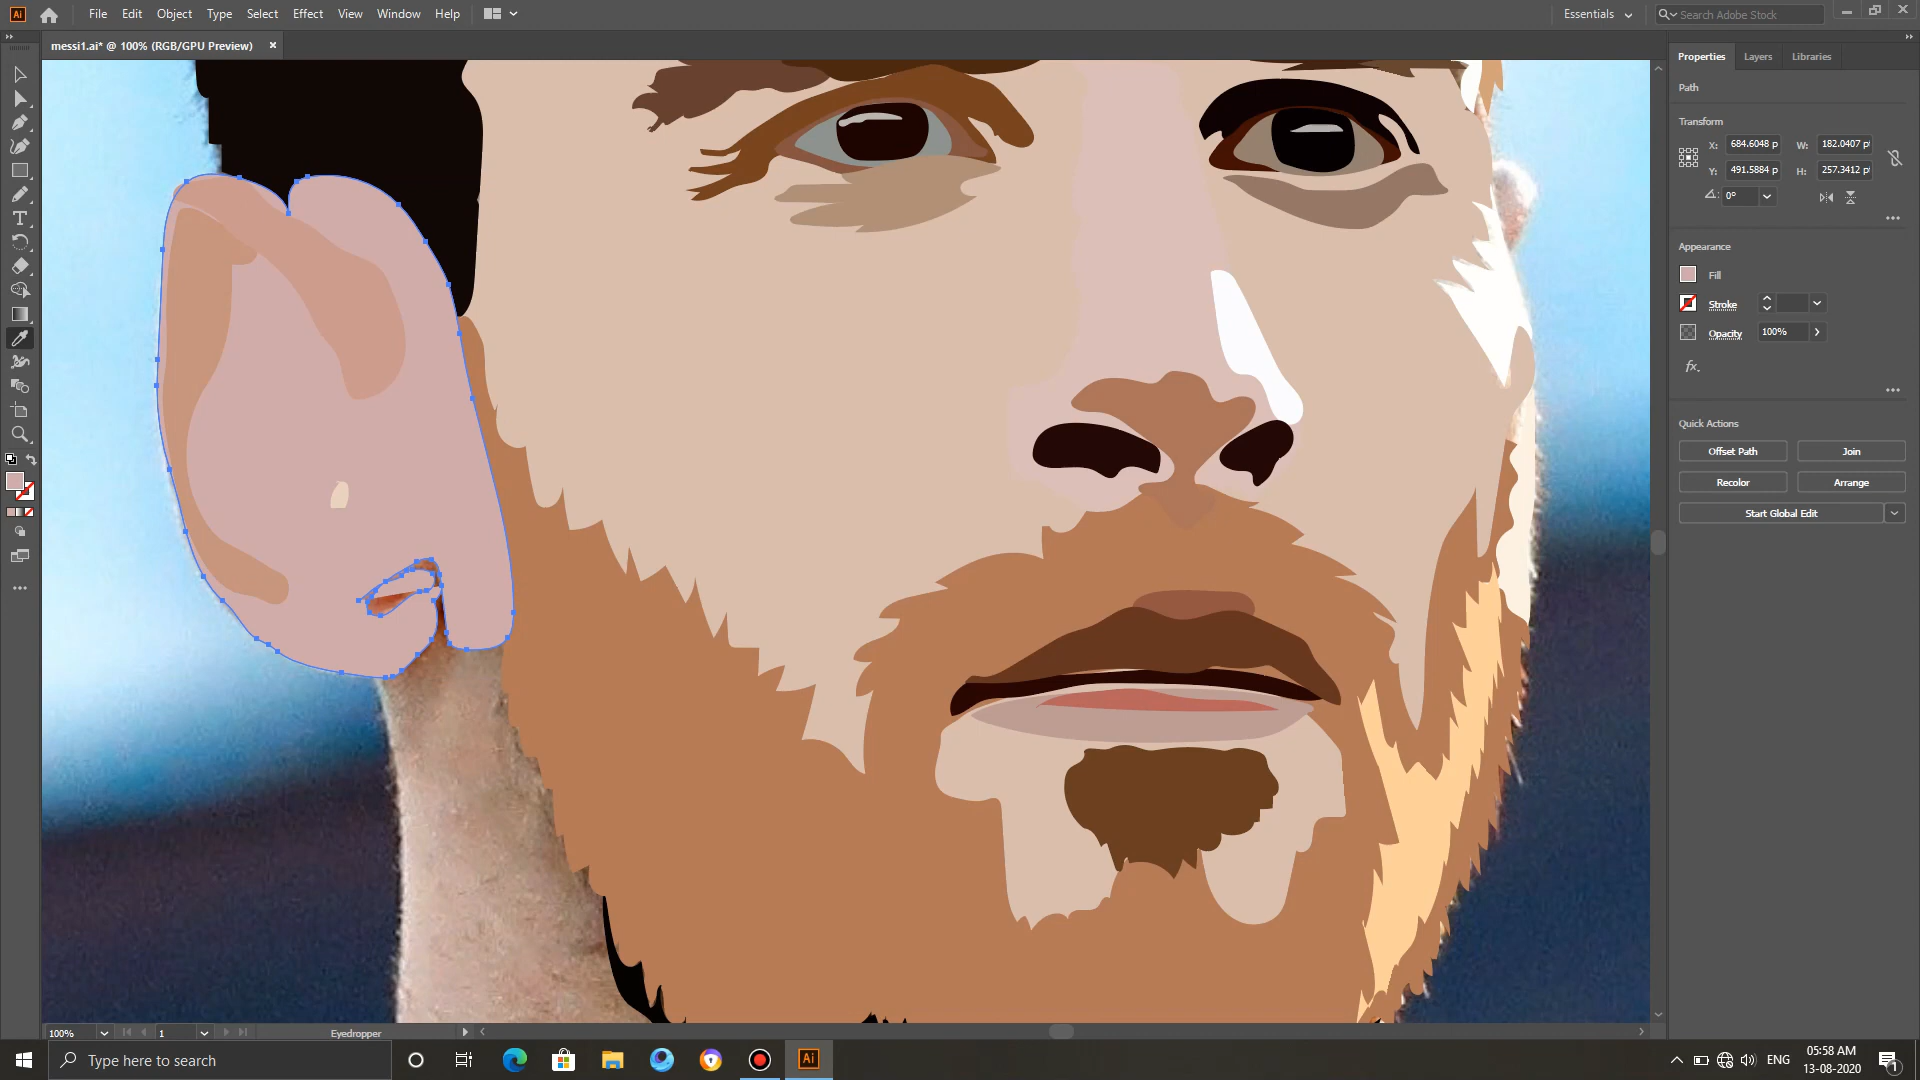 Ai File Edit Object Type Select Effect View Window Help Essentials Search Adobe Stock
messi1.ai* @ 100% (RGB/GPU Preview)
Properties Layers Libraries
Path
Transform
X: 684.6048 p W: 182.0407 p
Y: 491.5884 p H: 257.3412 p
0°
Appearance
Fill
Stroke
Opacity 100%
fx.
Quick Actions
Offset Path Join
Recolor Arrange
Start Global Edit
100% 1 Eyedropper
Type here to search
Ai
ENG
05:58 AM
13-08-2020
1